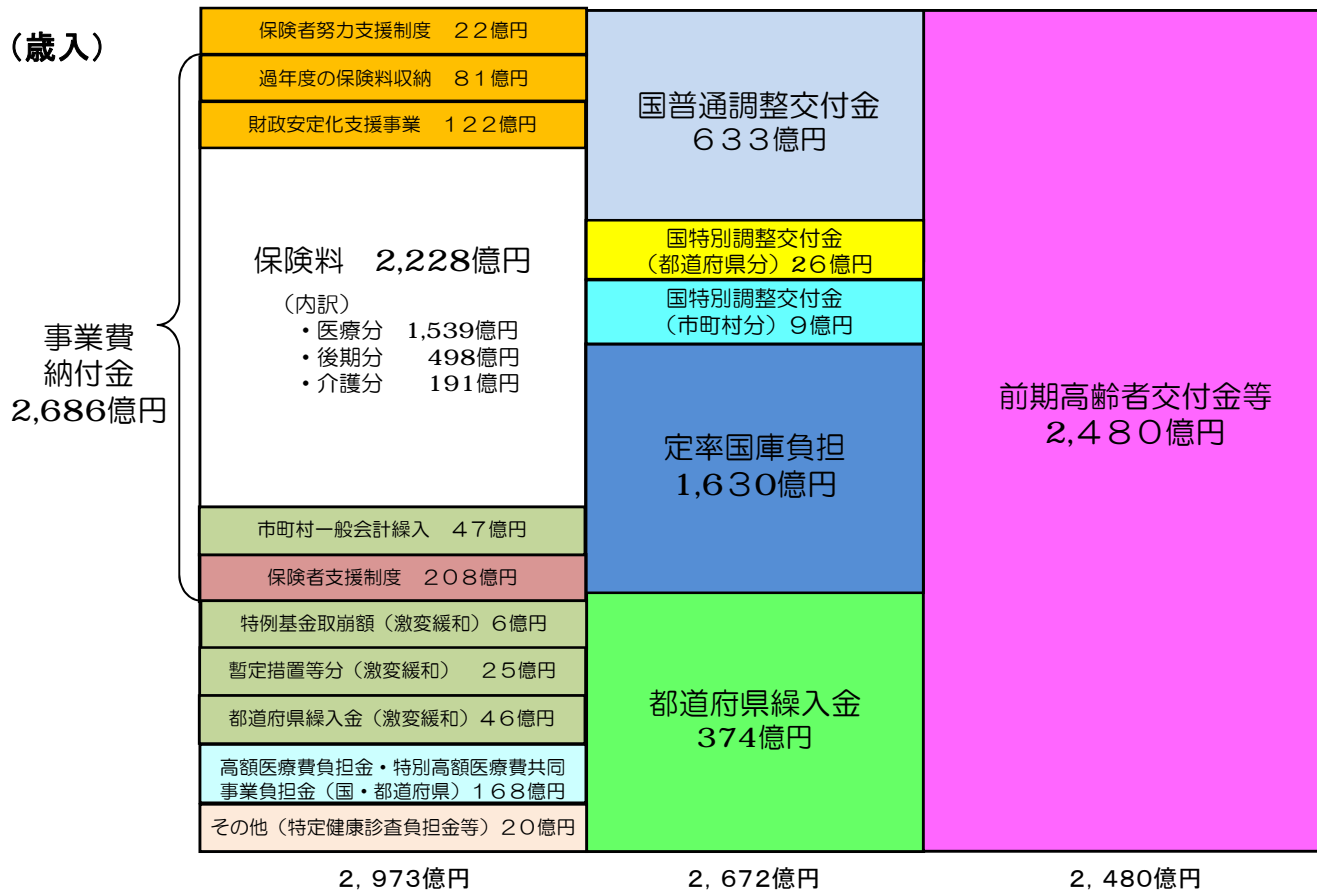 (歳入)
保険者努力支援制度　２２億円
過年度の保険料収納　８１億円
財政安定化支援事業　１２２億円
保険料　2,228億円
（内訳）
・医療分　1,539億円
・後期分　　498億円
・介護分　　191億円
事業費
納付金
2,686億円
市町村一般会計繰入　４７億円
保険者支援制度　２０８億円
特例基金取崩額（激変緩和）６億円
暫定措置等分（激変緩和）　２５億円
都道府県繰入金（激変緩和）４６億円
高額医療費負担金・特別高額医療費共同
事業負担金（国・都道府県）１６８億円
その他（特定健康診査負担金等）２０億円
2，973億円
国普通調整交付金
６３３億円
国特別調整交付金
（都道府県分）２６億円
国特別調整交付金
（市町村分）９億円
定率国庫負担
1,６３０億円
都道府県繰入金
374億円
2，672億円
前期高齢者交付金等
2,４８０億円
2，480億円